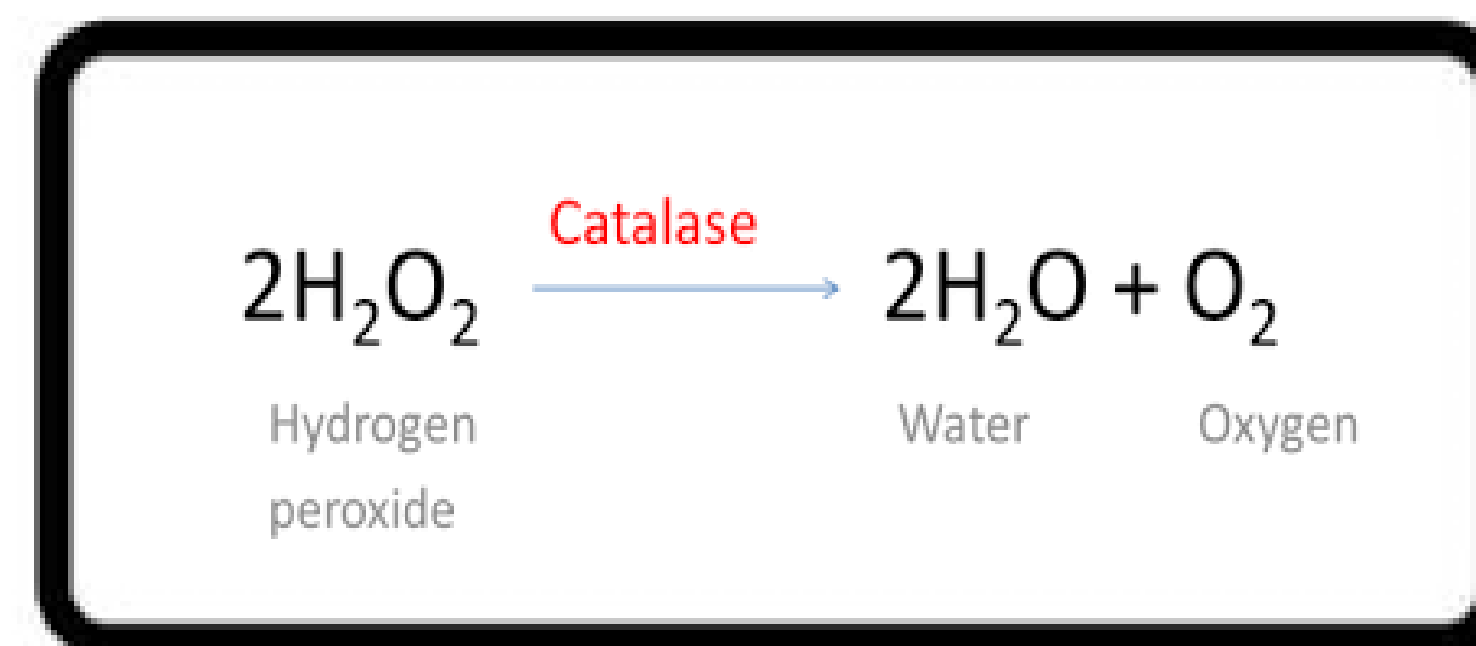 Catalase
2H₂O₂ → 2H₂O + O₂
Hydrogen peroxide Water Oxygen